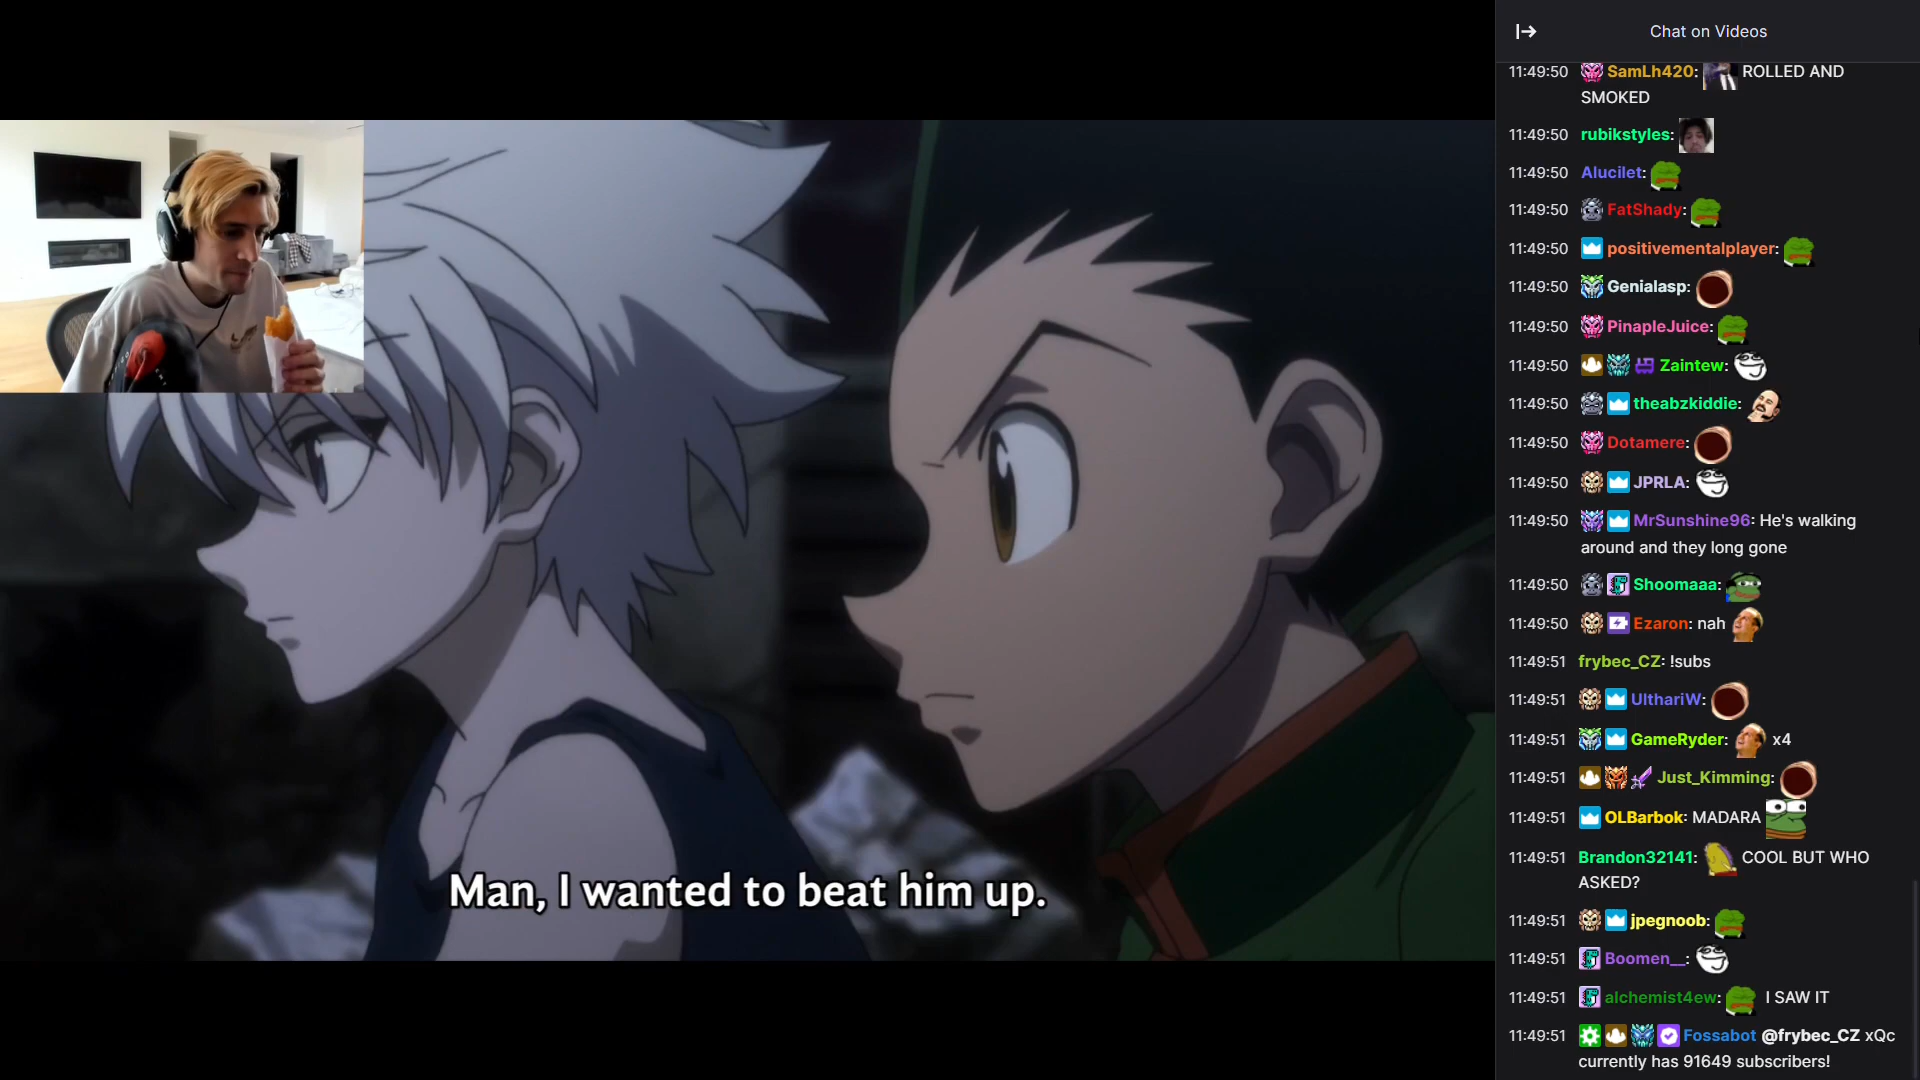 Man, I wanted to beat him up.
Chat on Videos
11:49:50 SamLh420: ROLLED AND
SMOKED
11:49:50 rubikstyles:
11:49:50 Alucilet:
11:49:50 FatShady:
11:49:50 positivementalplayer:
11:49:50 Genialasp:
11:49:50 PinapleJuice:
11:49:50 Zaintew:
11:49:50 theabzkiddie:
11:49:50 Dotamere:
11:49:50 JPRLA:
11:49:50 MrSunshine96: He's walking
around and they long gone
11:49:50 Shoomaaa:
11:49:50 Ezaron: nah
11:49:51 frybec_CZ: !subs
11:49:51 UlthariW:
11:49:51 GameRyder: x4
11:49:51 Just_Kimming:
11:49:51 OLBarbok: MADARA
11:49:51 Brandon32141: COOL BUT WHO
ASKED?
11:49:51 jpegnoob:
11:49:51 Boomen__:
11:49:51 alchemist4ew: I SAW IT
11:49:51 Fossabot @frybec_CZ xQc
currently has 91649 subscribers!